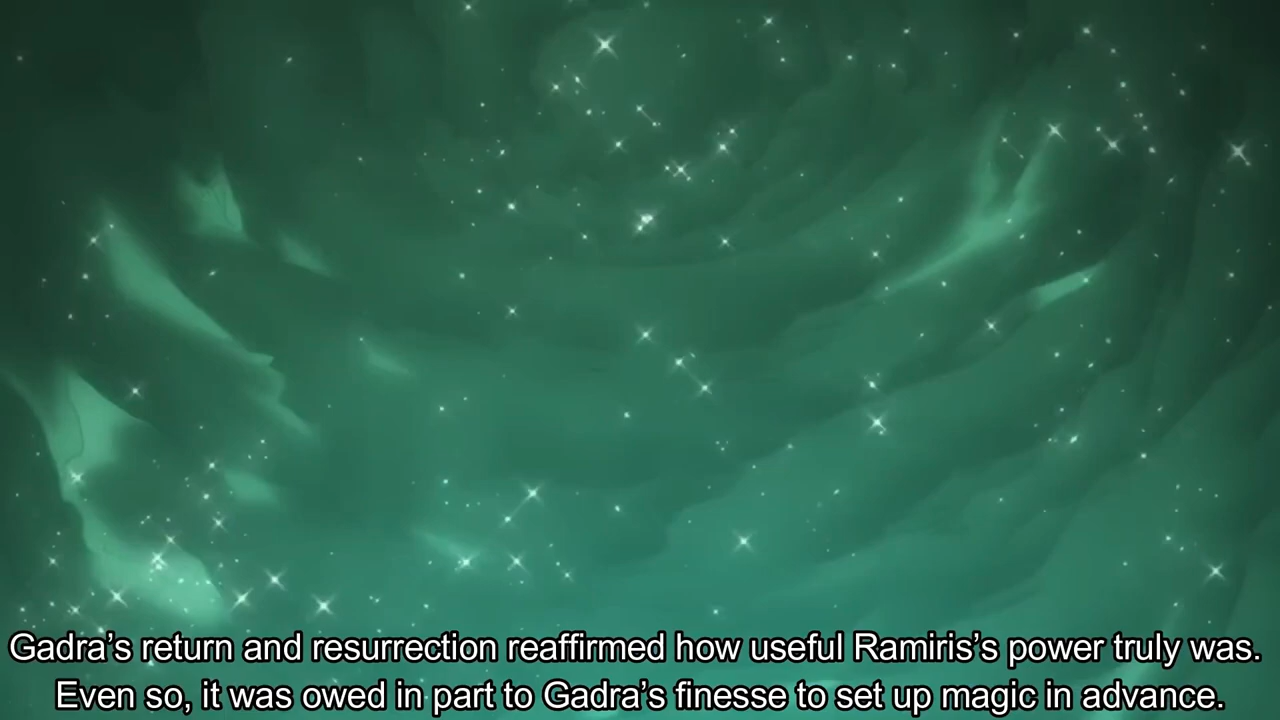 Gadra’s return and resurrection reaffirmed how useful Ramiris’s power truly was.
Even so, it was owed in part to Gadra’s finesse to set up magic in advance.